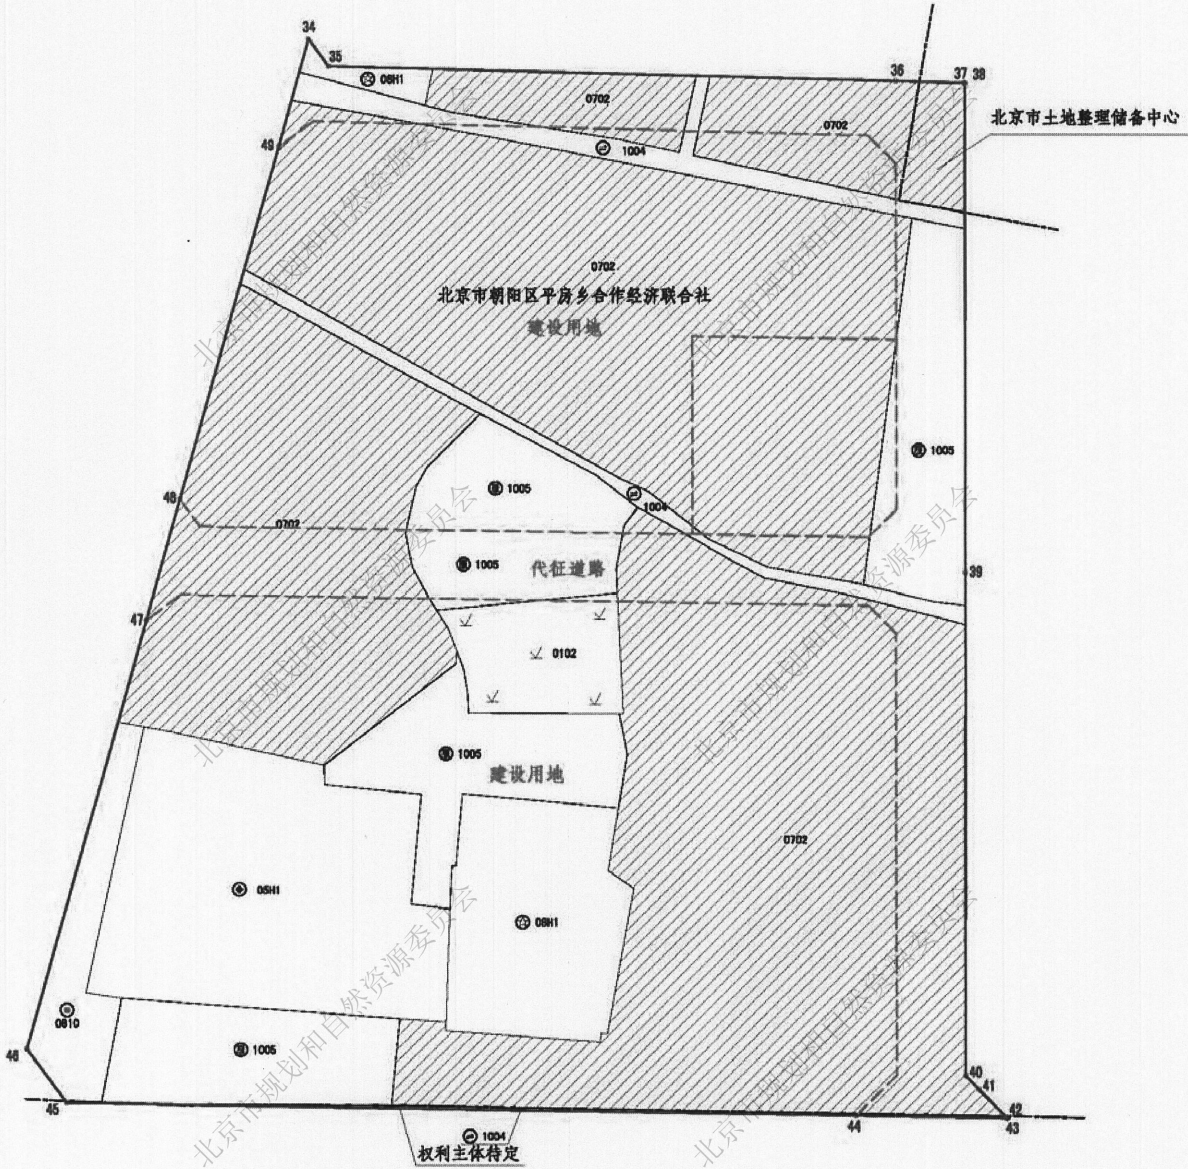 34
35
08H1
36
37 38
0702
0702
北京市土地整理储备中心
49
1004
0702
北京市朝阳区平房乡合作经济联合社
建设用地
1005
48
1005
1004
0702
1005
代征道路
39
47
0102
1005
建设用地
0702
05H1
08H1
0810
46
1005
40
41
45
42
43
44
1004
权利主体待定
北京市规划和自然资源委员会
北京市规划和自然资源委员会
北京市规划和自然资源委员会
北京市规划和自然资源委员会
北京市规划和自然资源委员会
北京市规划和自然资源委员会